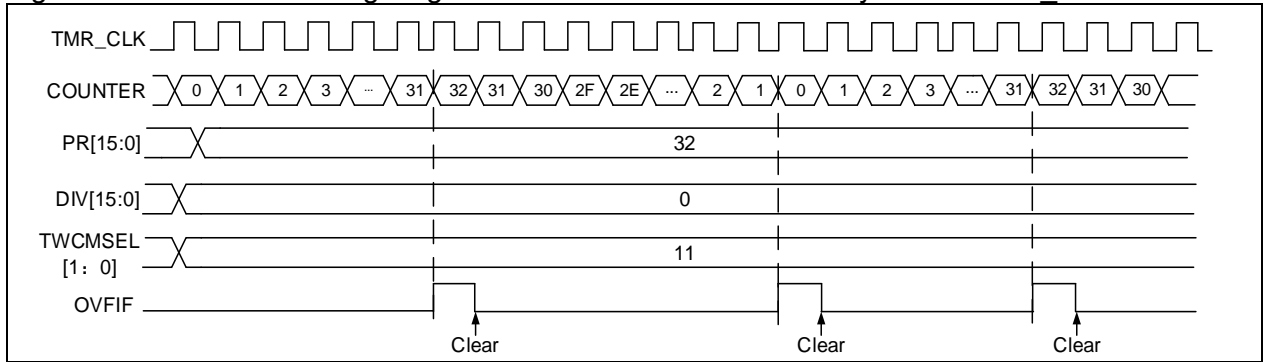 TMR_CLK
COUNTER 0 1 2 3 ... 31 32 31 30 2F 2E ... 2 1 0 1 2 3 ... 31 32 31 30
PR[15:0] 32
DIV[15:0] 0
TWCMSEL
[1：0] 11
OVFIF
Clear Clear Clear